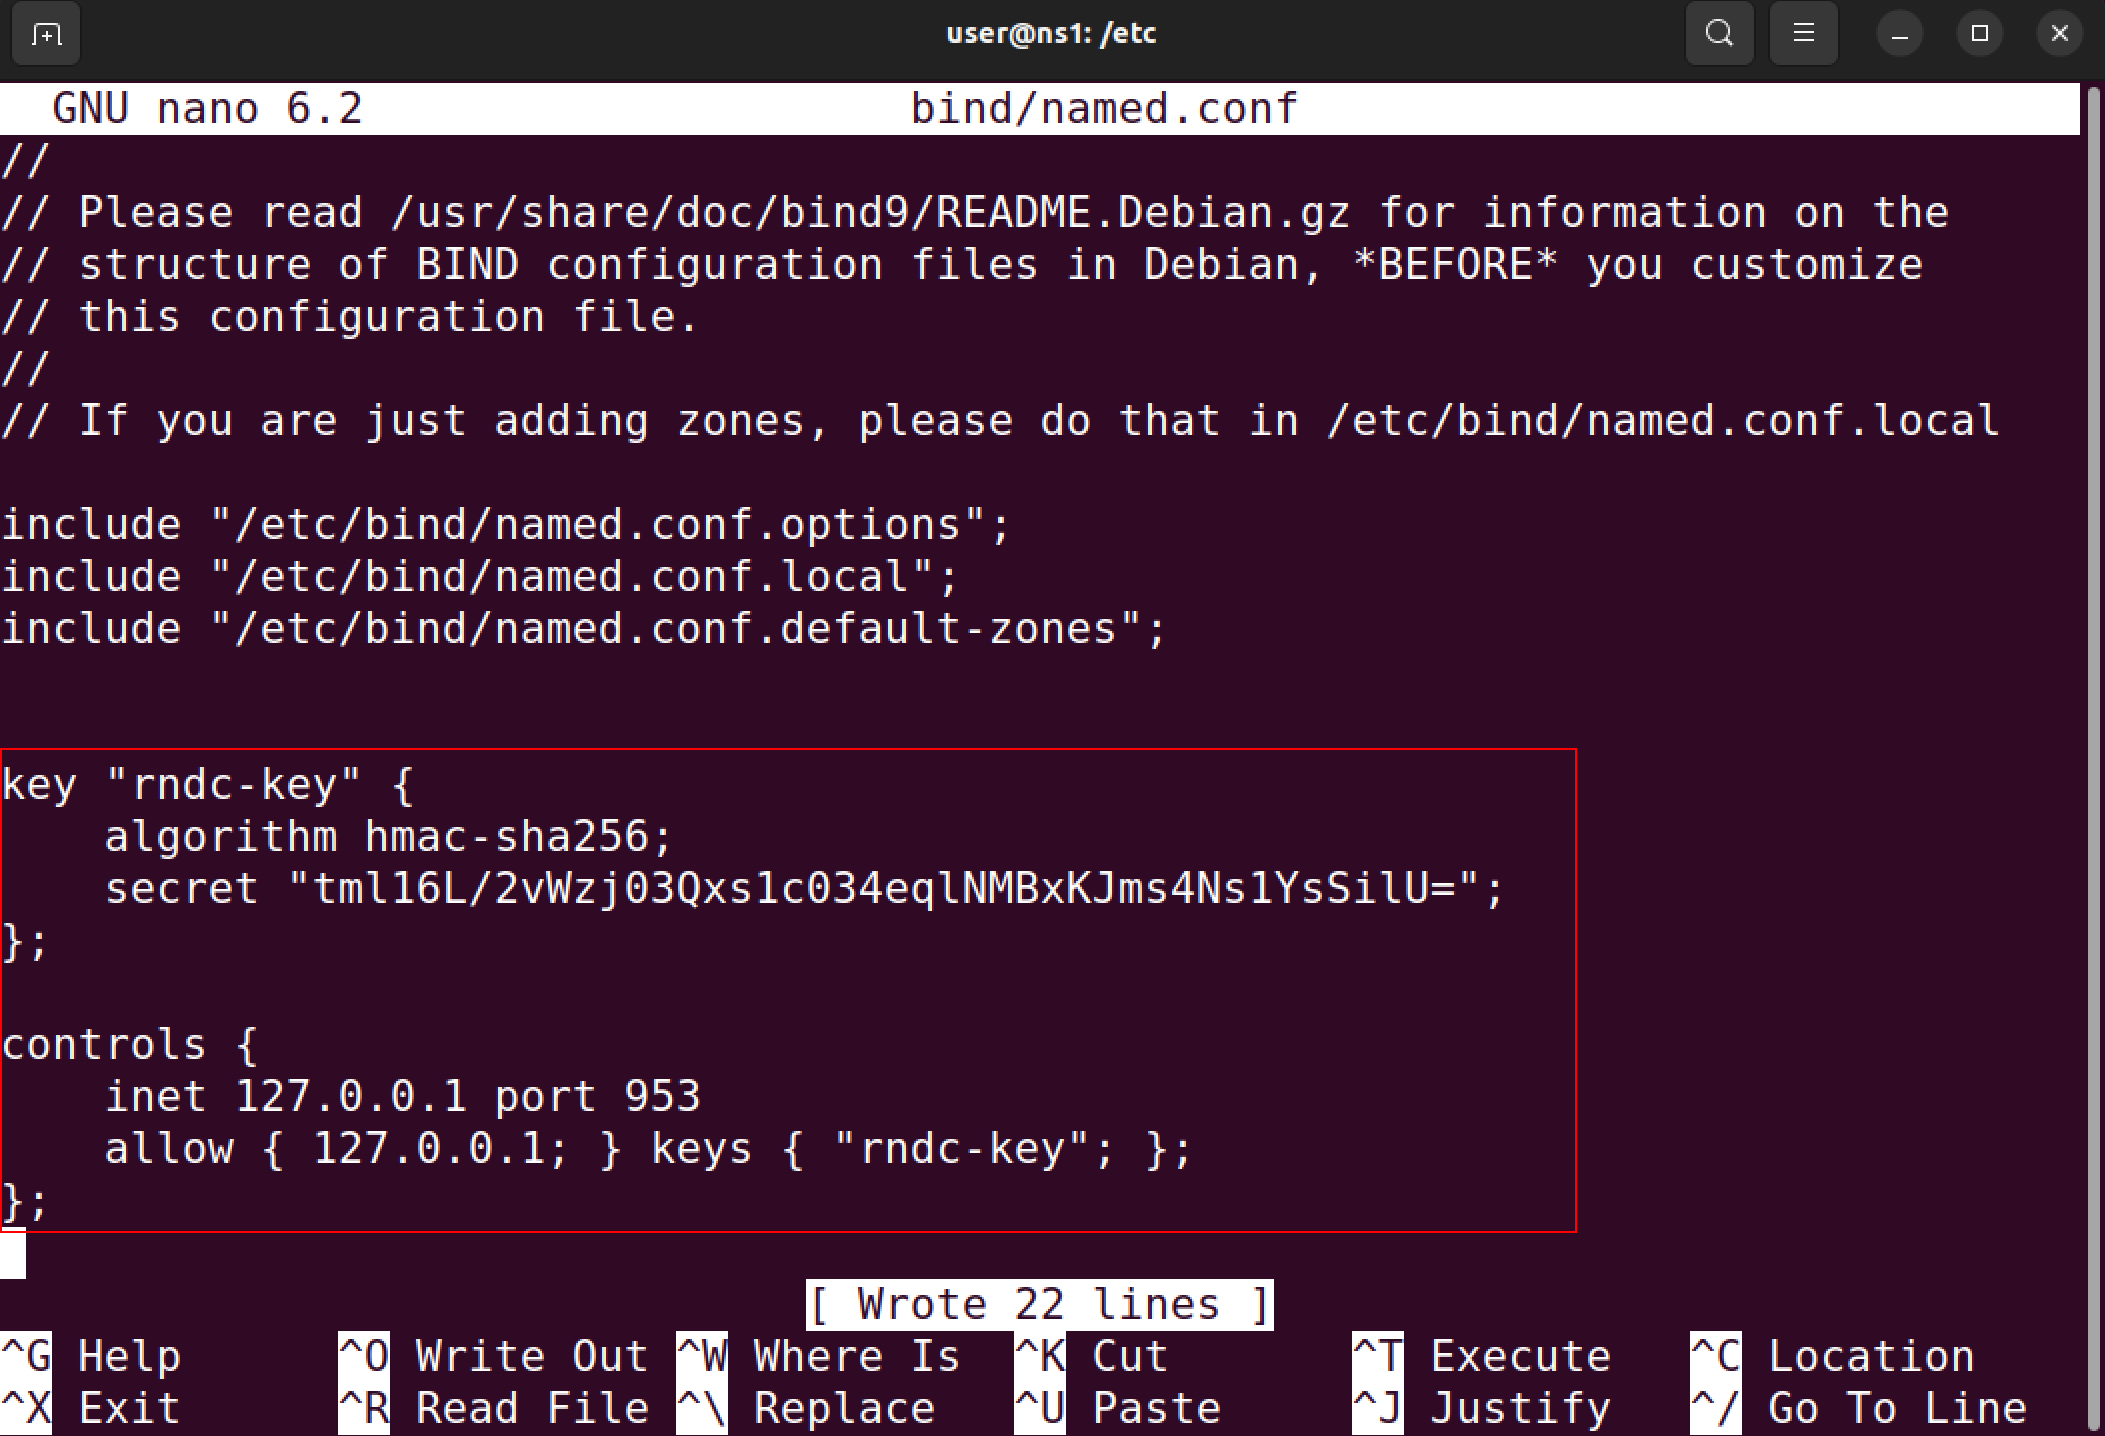 user@ns1: /etc
GNU nano 6.2 bind/named.conf
//
// Please read /usr/share/doc/bind9/README.Debian.gz for information on the
// structure of BIND configuration files in Debian, *BEFORE* you customize
// this configuration file.
//
// If you are just adding zones, please do that in /etc/bind/named.conf.local
include "/etc/bind/named.conf.options";
include "/etc/bind/named.conf.local";
include "/etc/bind/named.conf.default-zones";
key "rndc-key" {
    algorithm hmac-sha256;
    secret "tml16L/2vWzj03Qxs1c034eqlNMBxKJms4Ns1YsSilU=";
};
controls {
    inet 127.0.0.1 port 953
    allow { 127.0.0.1; } keys { "rndc-key"; };
};
[ Wrote 22 lines ]
^G Help ^O Write Out ^W Where Is ^K Cut ^T Execute ^C Location
^X Exit ^R Read File ^\ Replace ^U Paste ^J Justify ^/ Go To Line